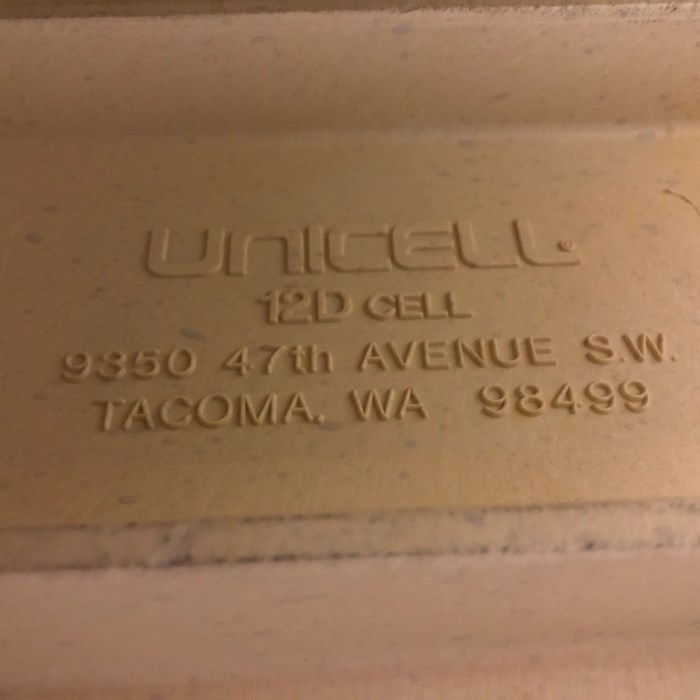 UNICELL®
12D CELL
9350 47th AVENUE S.W.
TACOMA, WA 98499